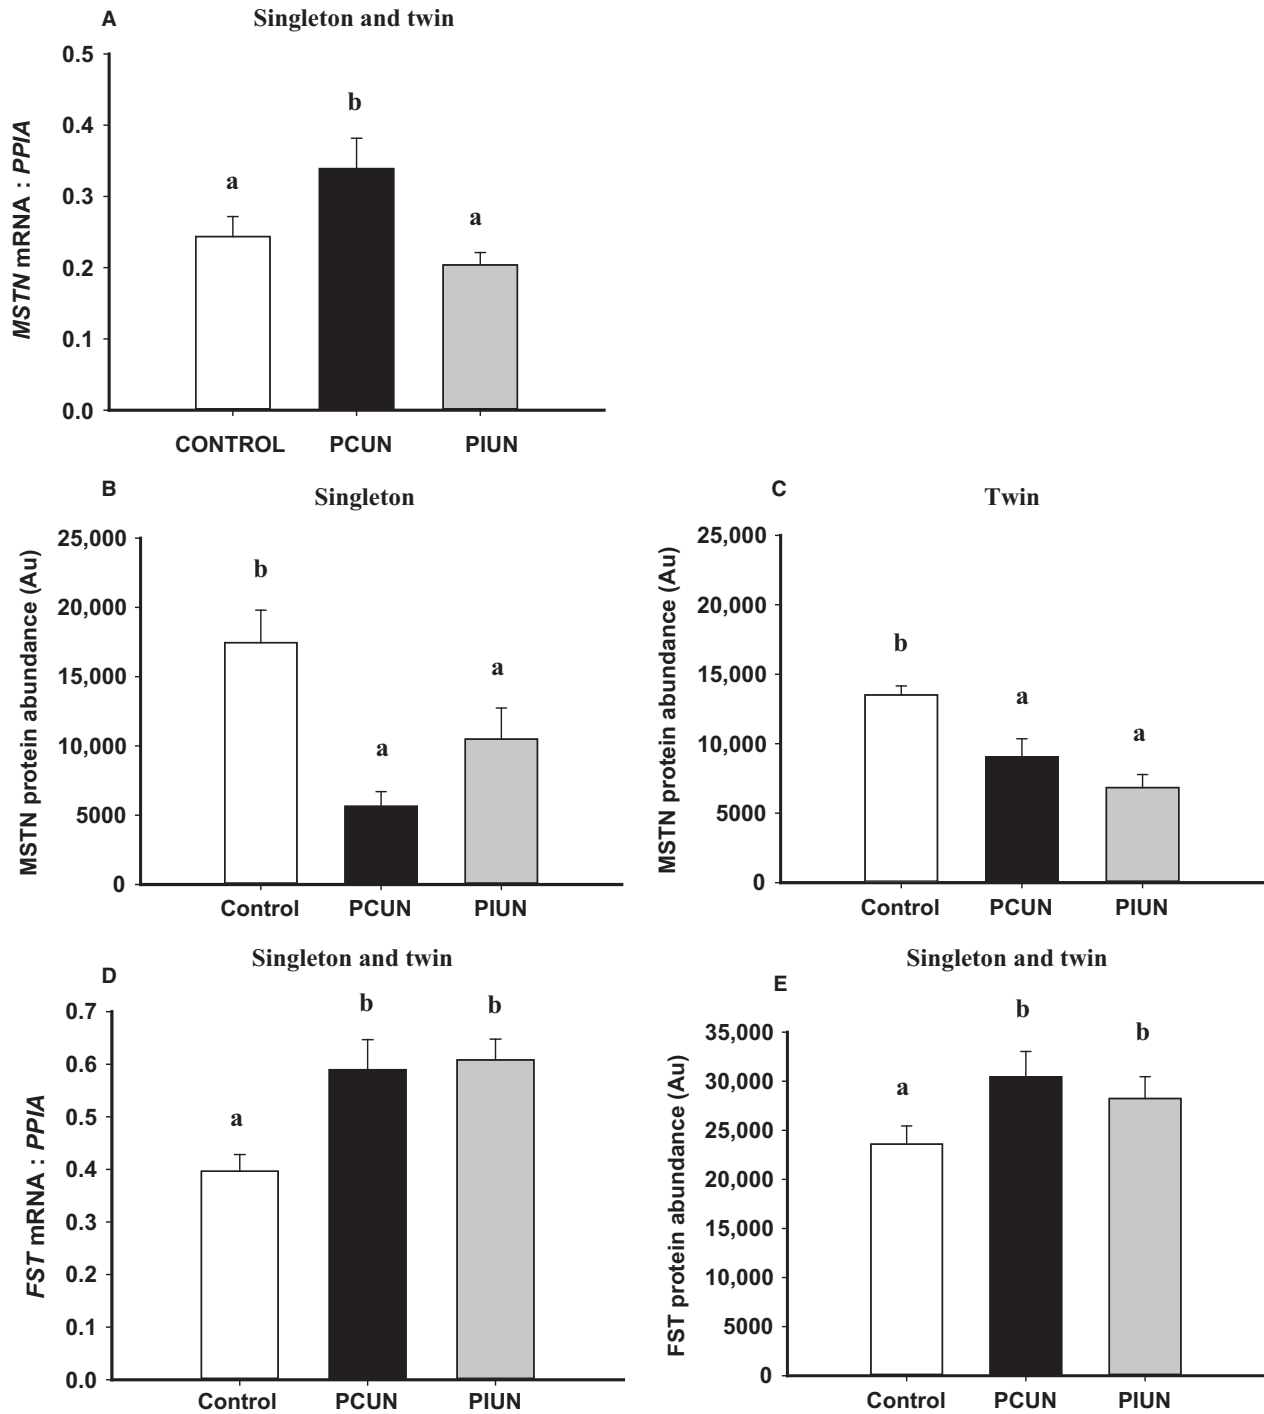 A
Singleton and twin
MSTN mRNA : PPIA
0.5
0.4
0.3
0.2
0.1
0.0
a
b
a
CONTROL PCUN PIUN
B
Singleton
MSTN protein abundance (Au)
25,000
20,000
15,000
10,000
5000
0
b
a
a
Control PCUN PIUN
C
Twin
MSTN protein abundance (Au)
25,000
20,000
15,000
10,000
5000
0
b
a
a
Control PCUN PIUN
D
Singleton and twin
FST mRNA : PPIA
0.7
0.6
0.5
0.4
0.3
0.2
0.1
0.0
a
b
b
Control PCUN PIUN
E
Singleton and twin
FST protein abundance (Au)
35,000
30,000
25,000
20,000
15,000
10,000
5000
0
a
b
b
Control PCUN PIUN